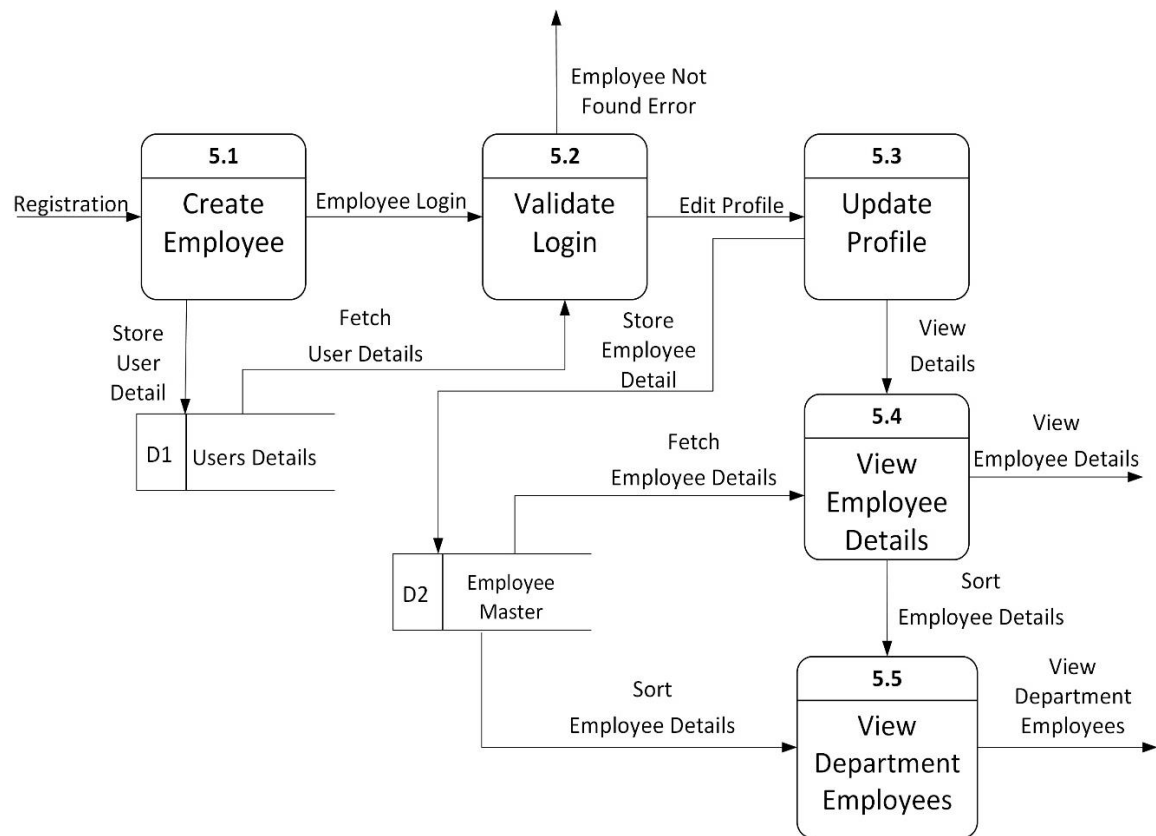 Employee Not
Found Error
5.1
Create
Employee
5.2
Validate
Login
5.3
Update
Profile
Registration
Employee Login
Edit Profile
Store
User
Detail
Fetch
User Details
Store
Employee
Detail
View
Details
D1
Users Details
5.4
View
Employee
Details
Fetch
Employee Details
View
Employee Details
D2
Employee
Master
Sort
Employee Details
5.5
View
Department
Employees
Sort
Employee Details
View
Department
Employees